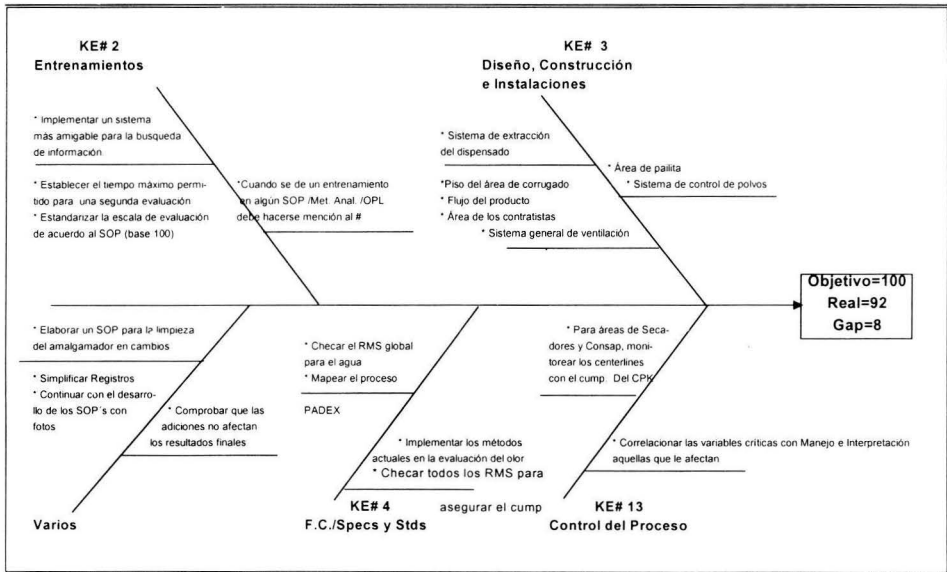 KE# 2
Entrenamientos
* Implementar un sistema
más amigable para la busqueda
de información.
* Establecer el tiempo máximo permi-
tido para una segunda evaluación
* Estandarizar la escala de evaluación
de acuerdo al SOP (base 100)
*Cuando se de un entrenamiento
en algún SOP /Met. Anal. /OPL
debe hacerse mención al #
KE# 3
Diseño, Construcción
e Instalaciones
* Sistema de extracción
del dispensado
*Piso del área de corrugado
* Flujo del producto
* Área de los contratistas
* Sistema general de ventilación
* Área de pailita
* Sistema de control de polvos
Objetivo=100
Real=92
Gap=8
* Elaborar un SOP para la limpieza
del amalgamador en cambios
* Simplificar Registros
* Continuar con el desarro-
llo de los SOP´s con
fotos
* Comprobar que las
adiciones no afectan
los resultados finales
Varios
* Checar el RMS global
para el agua
* Mapear el proceso
PADEX
* Implementar los métodos
actuales en la evaluación del olor
* Checar todos los RMS para
asegurar el cump
KE# 4
F.C./Specs y Stds
* Para áreas de Seca-
dores y Consap, moni-
torear los centerlines
con el cump. Del CPK
* Correlacionar las variables críticas con Manejo e Interpretación
aquellas que le afectan
KE# 13
Control del Proceso